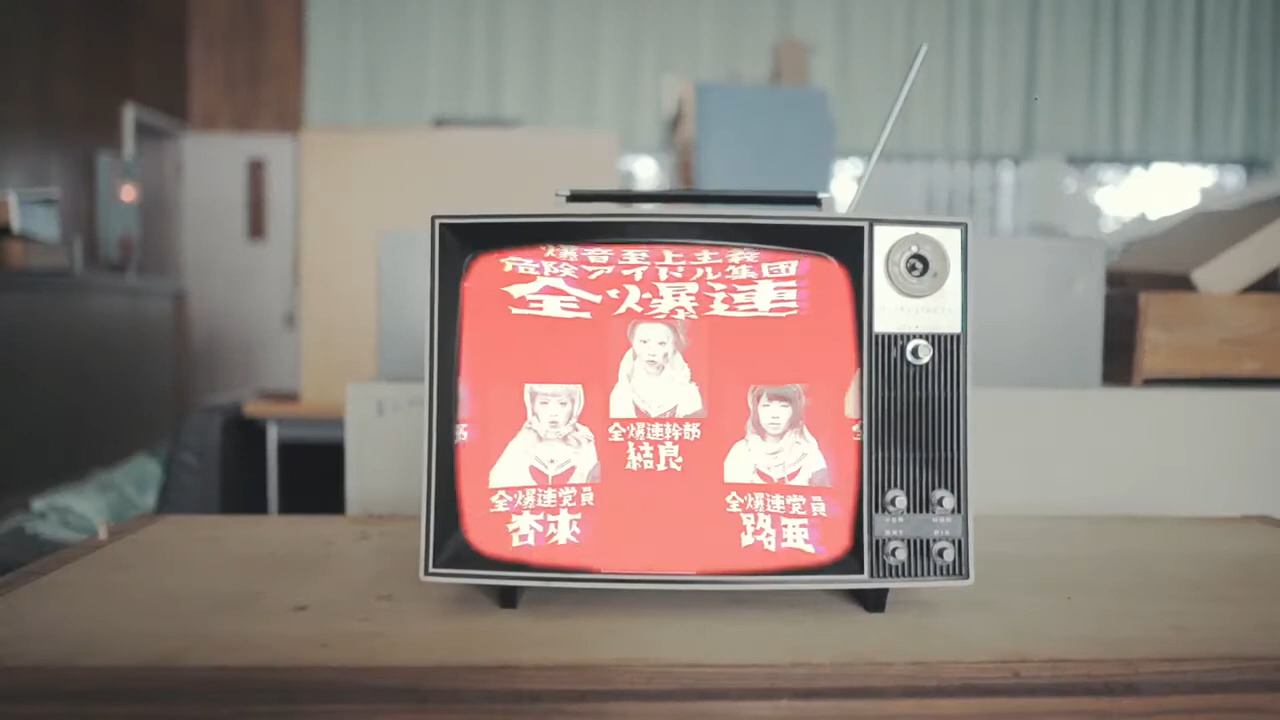 爆音至上主義
危険アイドル集団
全爆連
全爆連幹部
結良
全爆連党員
杏來
全爆連党員
路亜